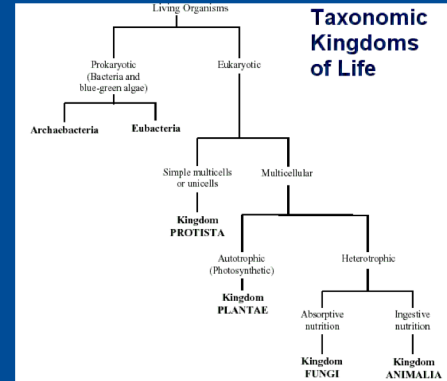 Living Organisms
Taxonomic
Kingdoms
of Life
Prokaryotic
(Bacteria and
blue-green algae)
Eukaryotic
Archaebacteria
Eubacteria
Simple multicells
or unicells
Multicellular
Kingdom
PROTISTA
Autotrophic
(Photosynthetic)
Heterotrophic
Kingdom
PLANTAE
Absorptive
nutrition
Ingestive
nutrition
Kingdom
FUNGI
Kingdom
ANIMALIA